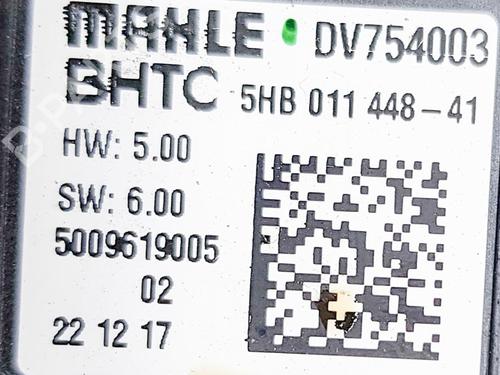 MAHLE DV754003
BHTC 5HB 011 448-41
HW: 5.00
SW: 6.00
5009619005
02
22 12 17